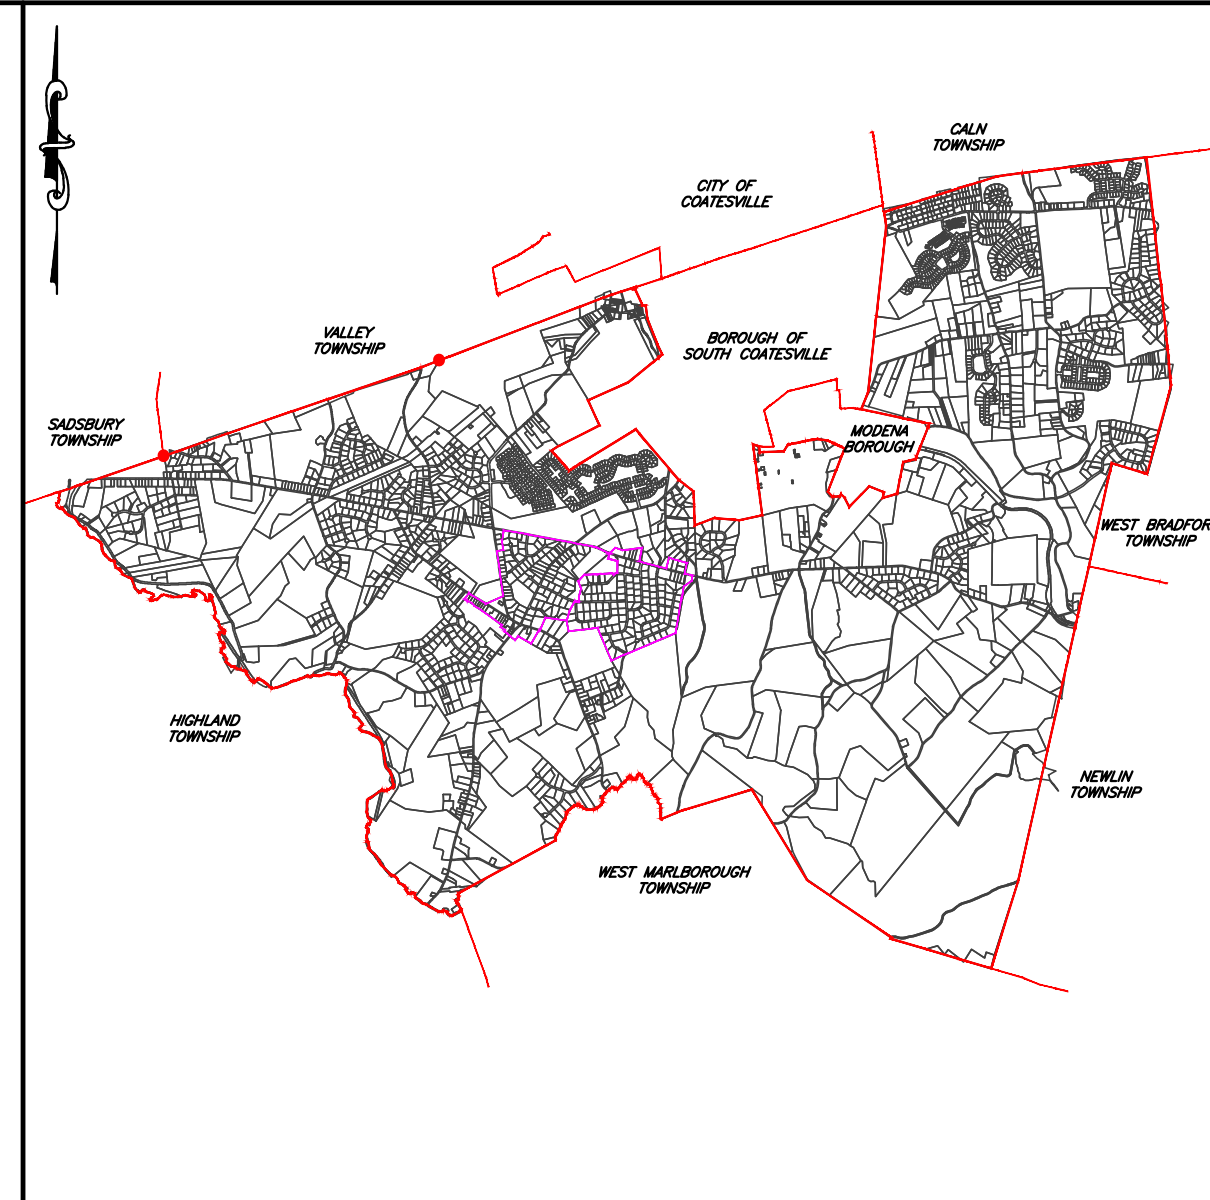 CALN
TOWNSHIP
CITY OF
COATESVILLE
VALLEY
TOWNSHIP
BOROUGH OF
SOUTH COATESVILLE
SADSBURY
TOWNSHIP
MODENA
BOROUGH
WEST BRADFOR
TOWNSHIP
HIGHLAND
TOWNSHIP
NEWLIN
TOWNSHIP
WEST MARLBOROUGH
TOWNSHIP